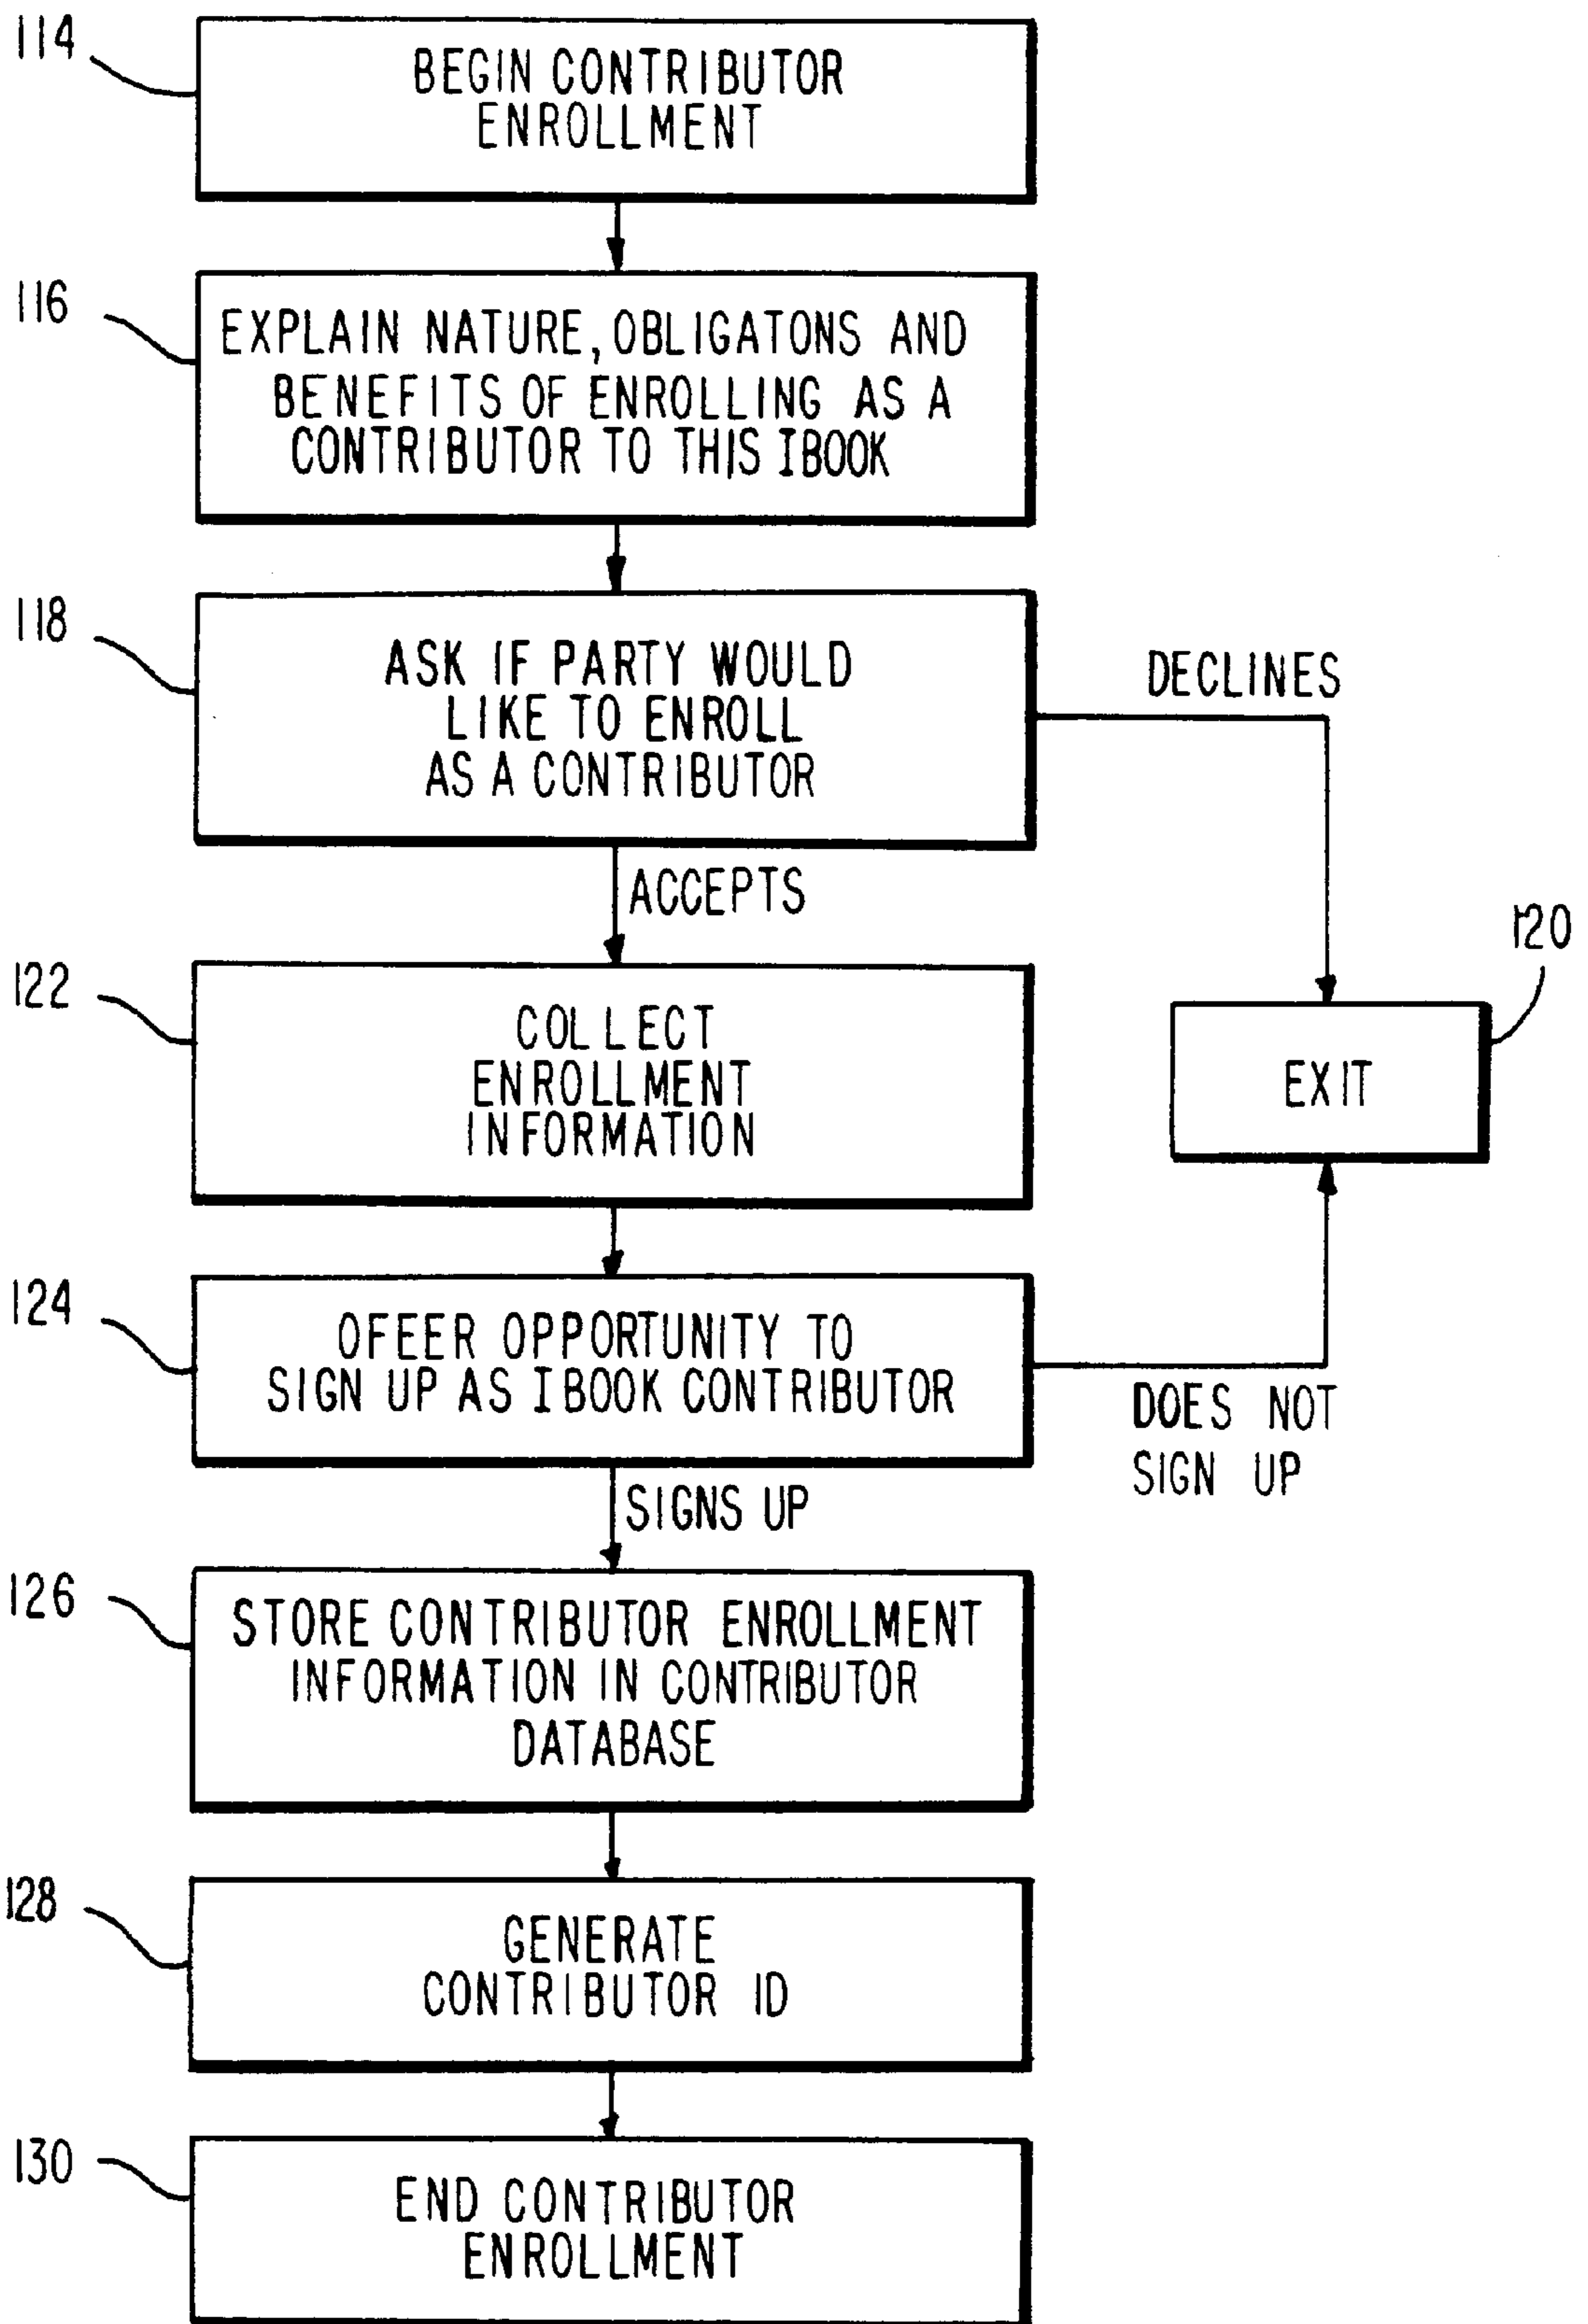 114
BEGIN CONTRIBUTOR
ENROLLMENT
116
EXPLAIN NATURE, OBLIGATONS AND
BENEFITS OF ENROLLING AS A
CONTRIBUTOR TO THIS IBOOK
118
ASK IF PARTY WOULD
LIKE TO ENROLL
AS A CONTRIBUTOR
DECLINES
ACCEPTS
120
EXIT
122
COLLECT
ENROLLMENT
INFORMATION
124
OFEER OPPORTUNITY TO
SIGN UP AS IBOOK CONTRIBUTOR
DOES NOT
SIGN UP
SIGNS UP
126
STORE CONTRIBUTOR ENROLLMENT
INFORMATION IN CONTRIBUTOR
DATABASE
128
GENERATE
CONTRIBUTOR ID
130
END CONTRIBUTOR
ENROLLMENT